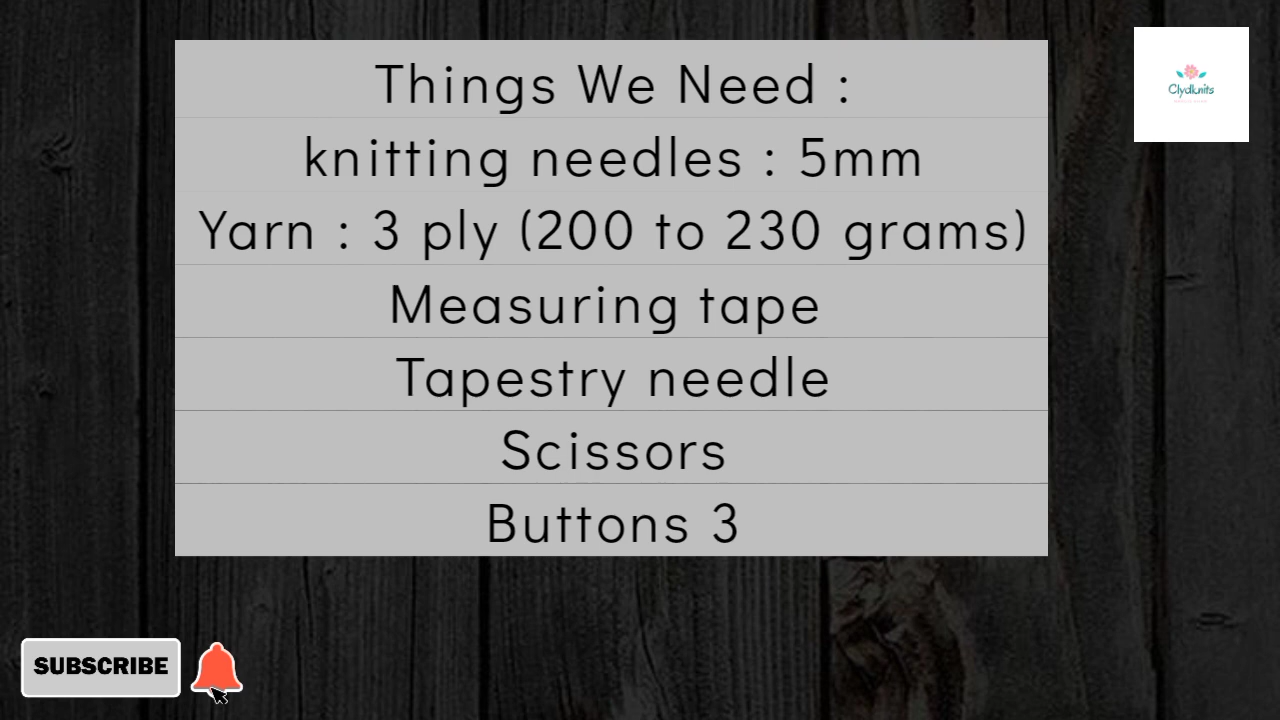 Things We Need :
knitting needles : 5mm
Yarn : 3 ply (200 to 230 grams)
Measuring tape
Tapestry needle
Scissors
Buttons 3
Clydknits
SUBSCRIBE